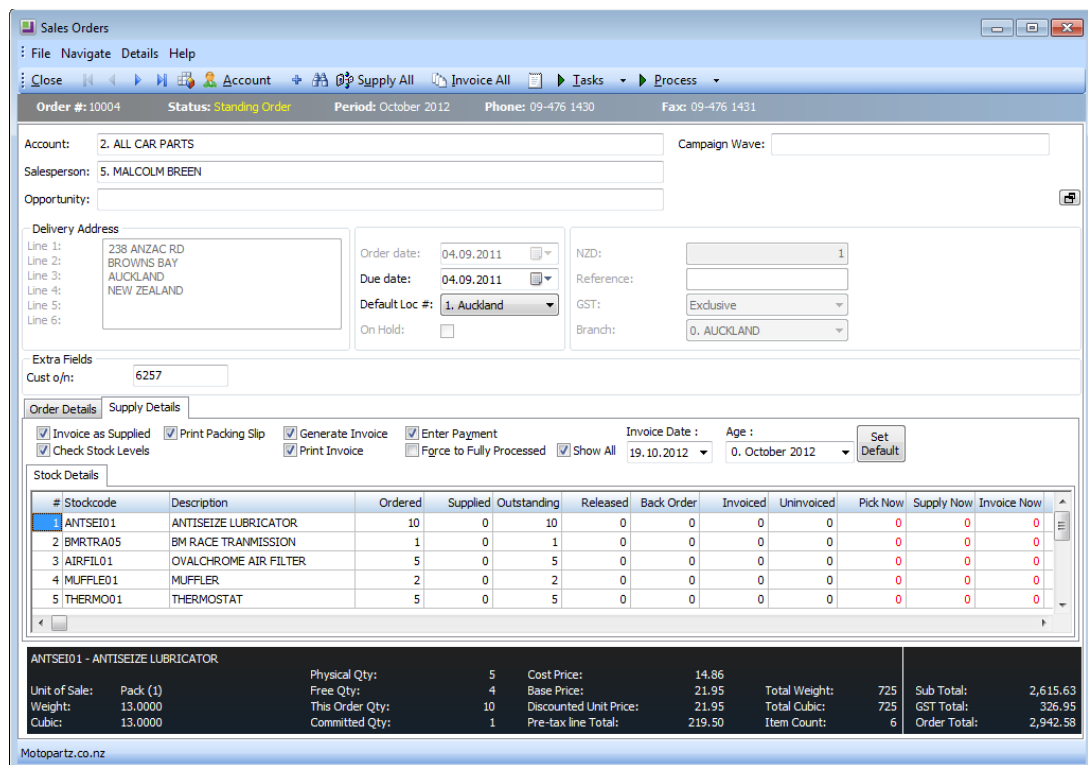 Sales Orders
File Navigate Details Help
Close Account Supply All Invoice All Tasks Process
Order #: 10004 Status: Standing Order Period: October 2012 Phone: 09-476 1430 Fax: 09-476 1431
Account: 2. ALL CAR PARTS Campaign Wave:
Salesperson: 5. MALCOLM BREEN
Opportunity:
Delivery Address
Line 1: 238 ANZAC RD
Line 2: BROWNS BAY
Line 3: AUCKLAND
Line 4: NEW ZEALAND
Line 5:
Line 6:
Order date: 04.09.2011
Due date: 04.09.2011
Default Loc #: 1. Auckland
On Hold:
NZD: 1
Reference:
GST: Exclusive
Branch: 0. AUCKLAND
Extra Fields
Cust o/n: 6257
Order Details Supply Details
Invoice as Supplied Print Packing Slip Generate Invoice Enter Payment Invoice Date : Age :
Check Stock Levels Print Invoice Force to Fully Processed Show All 19.10.2012 0. October 2012 Set Default
Stock Details
# Stockcode Description Ordered Supplied Outstanding Released Back Order Invoiced Uninvoiced Pick Now Supply Now Invoice Now
1 ANTSEI01 ANTISEIZE LUBRICATOR 10 0 10 0 0 0 0 0 0 0
2 BMRTRA05 BM RACE TRANMISSION 1 0 1 0 0 0 0 0 0 0
3 AIRFIL01 OVALCHROME AIR FILTER 5 0 5 0 0 0 0 0 0 0
4 MUFFLE01 MUFFLER 2 0 2 0 0 0 0 0 0 0
5 THERMO01 THERMOSTAT 5 0 5 0 0 0 0 0 0 0
ANTSEI01 - ANTISEIZE LUBRICATOR
Physical Qty: 5 Cost Price: 14.86
Unit of Sale: Pack (1) Free Qty: 4 Base Price: 21.95 Total Weight: 725 Sub Total: 2,615.63
Weight: 13.0000 This Order Qty: 10 Discounted Unit Price: 21.95 Total Cubic: 725 GST Total: 326.95
Cubic: 13.0000 Committed Qty: 1 Pre-tax line Total: 219.50 Item Count: 6 Order Total: 2,942.58
Motopartz.co.nz